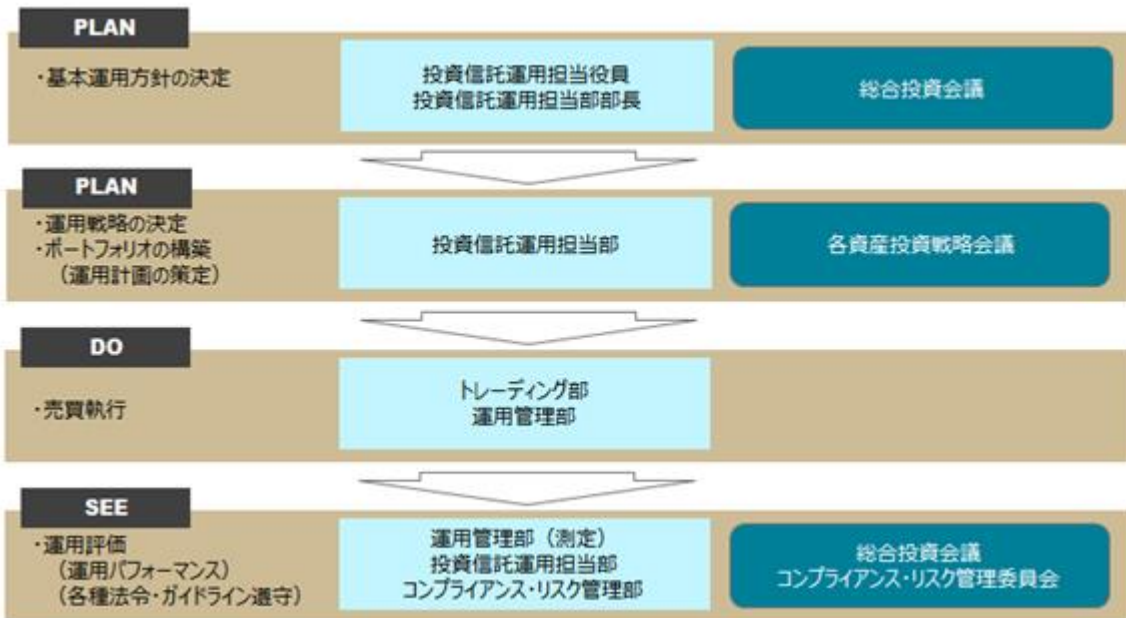 PLAN
・基本運用方針の決定
投資信託運用担当役員
投資信託運用担当部部長
総合投資会議
PLAN
・運用戦略の決定
・ポートフォリオの構築
（運用計画の策定）
投資信託運用担当部
各資産投資戦略会議
DO
・売買執行
トレーディング部
運用管理部
SEE
・運用評価
（運用パフォーマンス）
（各種法令・ガイドライン遵守）
運用管理部（測定）
投資信託運用担当部
コンプライアンス・リスク管理部
総合投資会議
コンプライアンス・リスク管理委員会